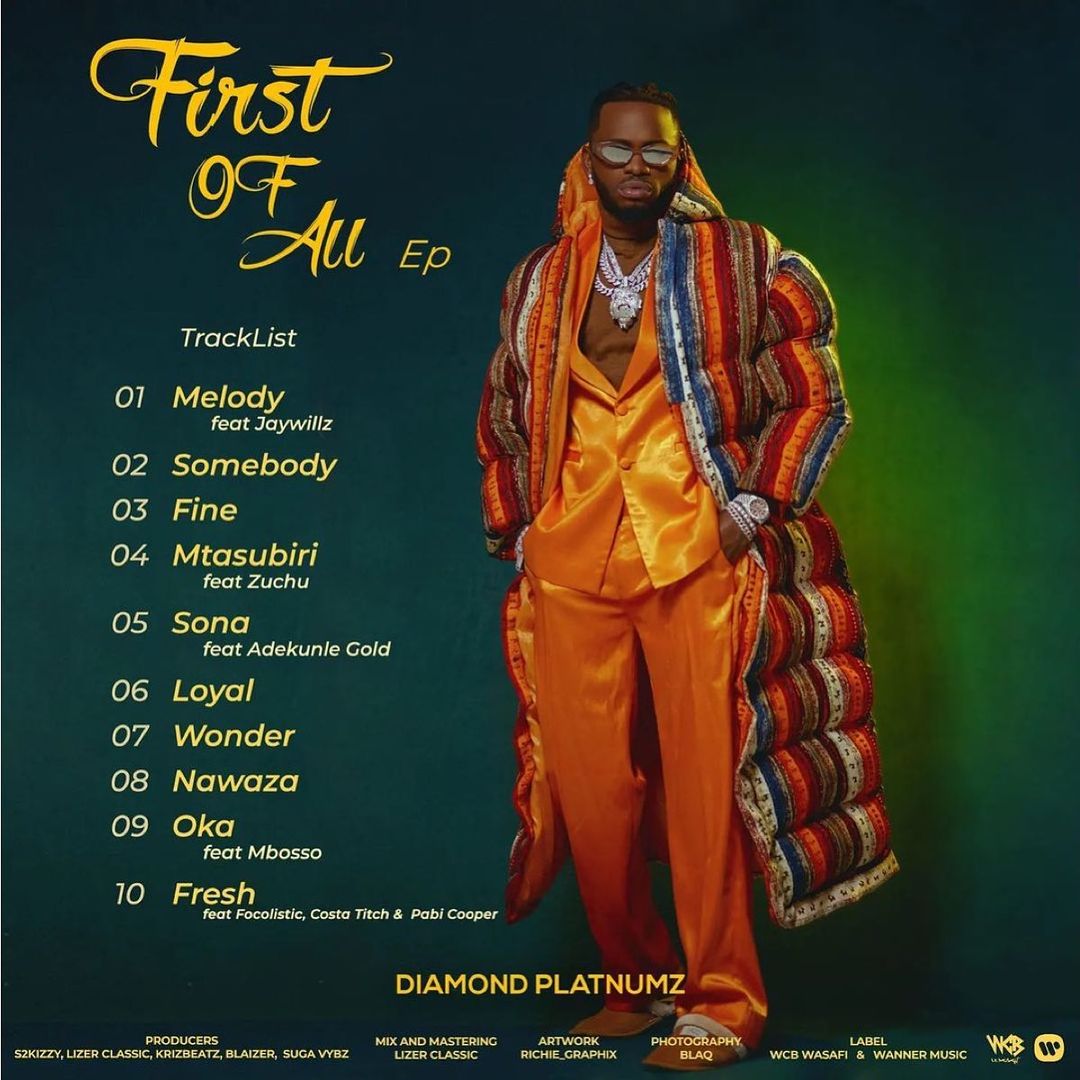 First
OF
All Ep
TrackList
01 Melody
feat Jaywillz
02 Somebody
03 Fine
04 Mtasubiri
feat Zuchu
05 Sona
feat Adekunle Gold
06 Loyal
07 Wonder
08 Nawaza
09 Oka
feat Mbosso
10 Fresh
feat Focolistic, Costa Titch & Pabi Cooper
DIAMOND PLATNUMZ
PRODUCERS
S2KIZZY, LIZER CLASSIC, KRIZBEATZ, BLAIZER, SUGA VYBZ
MIX AND MASTERING
LIZER CLASSIC
ARTWORK
RICHIE_GRAPHIX
PHOTOGRAPHY
BLAQ
LABEL
WCB WASAFI & WANNER MUSIC
WCB